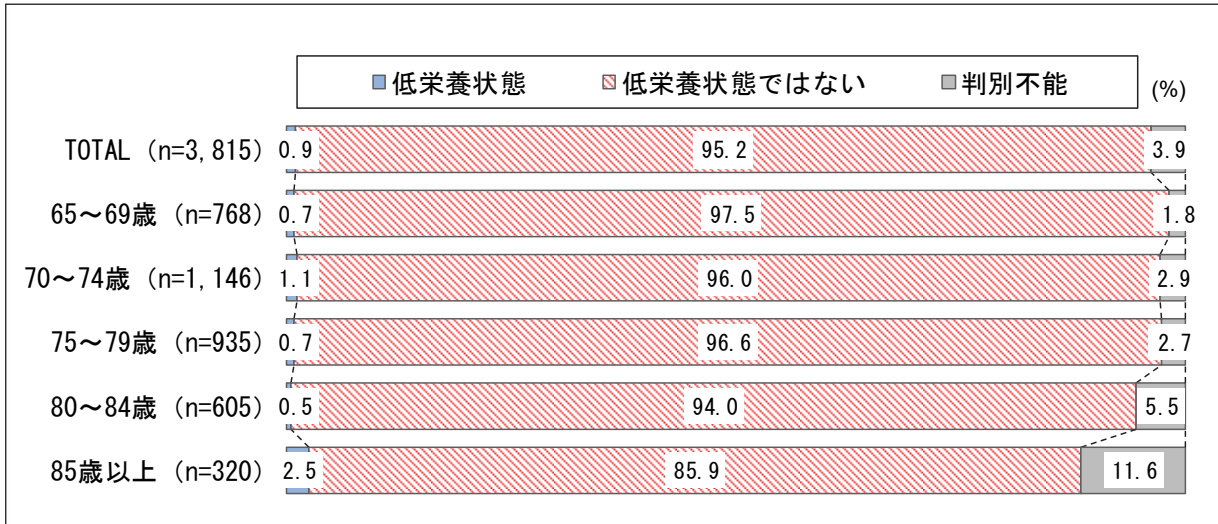 低栄養状態 低栄養状態ではない 判別不能 (%)
TOTAL (n=3,815) 0.9 95.2 3.9
65～69歳 (n=768) 0.7 97.5 1.8
70～74歳 (n=1,146) 1.1 96.0 2.9
75～79歳 (n=935) 0.7 96.6 2.7
80～84歳 (n=605) 0.5 94.0 5.5
85歳以上 (n=320) 2.5 85.9 11.6